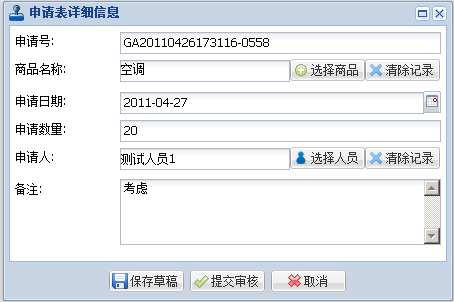 申请表详细信息
申请号: GA20110426173116-0558
商品名称: 空调 选择商品 清除记录
申请日期: 2011-04-27
申请数量: 20
申请人: 测试人员1 选择人员 清除记录
备注: 考虑
保存草稿 提交审核 取消